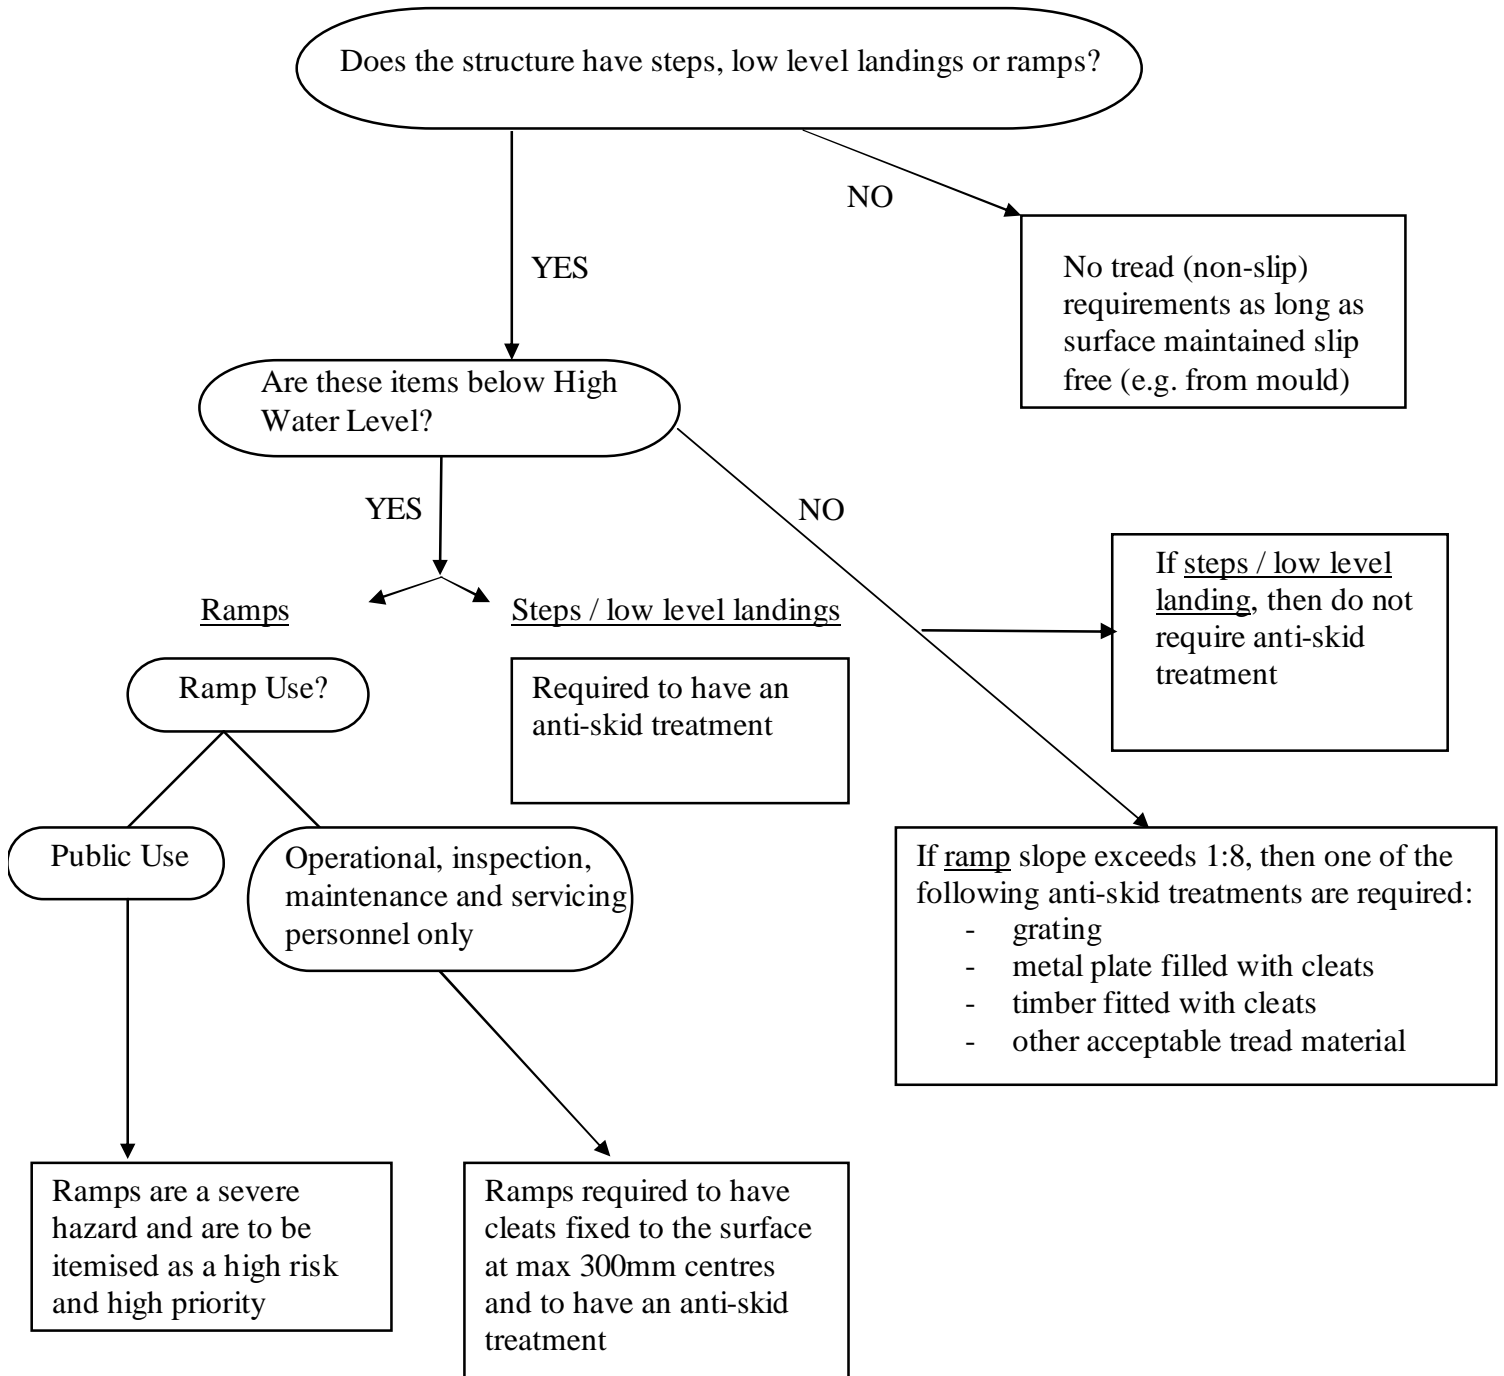 Does the structure have steps, low level landings or ramps?
NO
YES
No tread (non-slip)
requirements as long as
surface maintained slip
free (e.g. from mould)
Are these items below High
Water Level?
YES
NO
If steps / low level
landing, then do not
require anti-skid
treatment
Ramps
Steps / low level landings
Ramp Use?
Required to have an
anti-skid treatment
Public Use
Operational, inspection,
maintenance and servicing
personnel only
If ramp slope exceeds 1:8, then one of the
following anti-skid treatments are required:
- grating
- metal plate filled with cleats
- timber fitted with cleats
- other acceptable tread material
Ramps are a severe
hazard and are to be
itemised as a high risk
and high priority
Ramps required to have
cleats fixed to the surface
at max 300mm centres
and to have an anti-skid
treatment